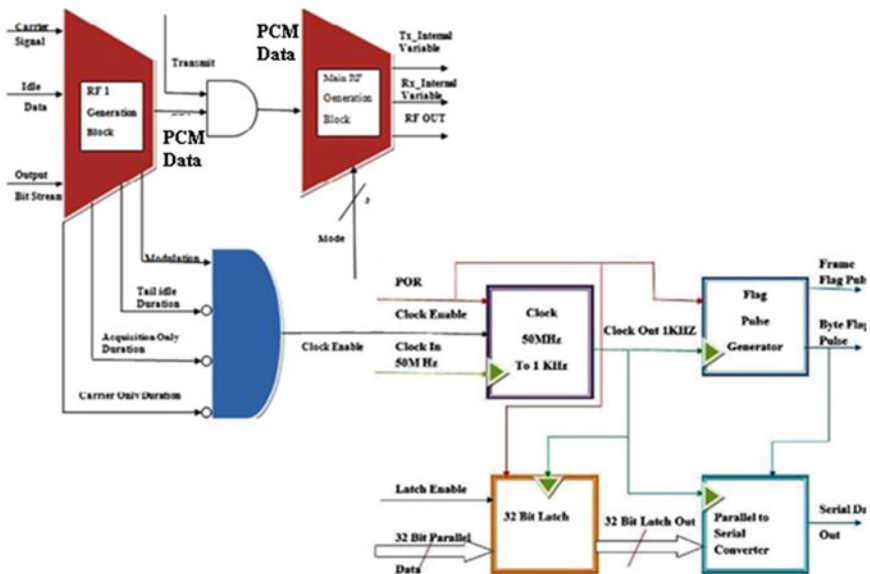 Carrier
Signal
Idle
Data
Output
Bit Stream
RF 1
Generation
Block
Transmit
PCM
Data
PCM
Data
Main RF
Generation
Block
Tx_Internal
Variable
Rx_Internal
Variable
RF OUT
3
Mode
Modulation
Tail idle
Duration
Acquisition Only
Duration
Carrier Only Duration
Clock Enable
POR
Clock Enable
Clock In
50M Hz
Clock
50MHz
To 1 KHz
Clock Out 1KHZ
Flag
Pulse
Generator
Frame
Flag Puls
Byte Flag
Pulse
Latch Enable
32 Bit Parallel
Data
32 Bit Latch
32 Bit Latch Out
Parallel to
Serial
Converter
Serial Da
Out